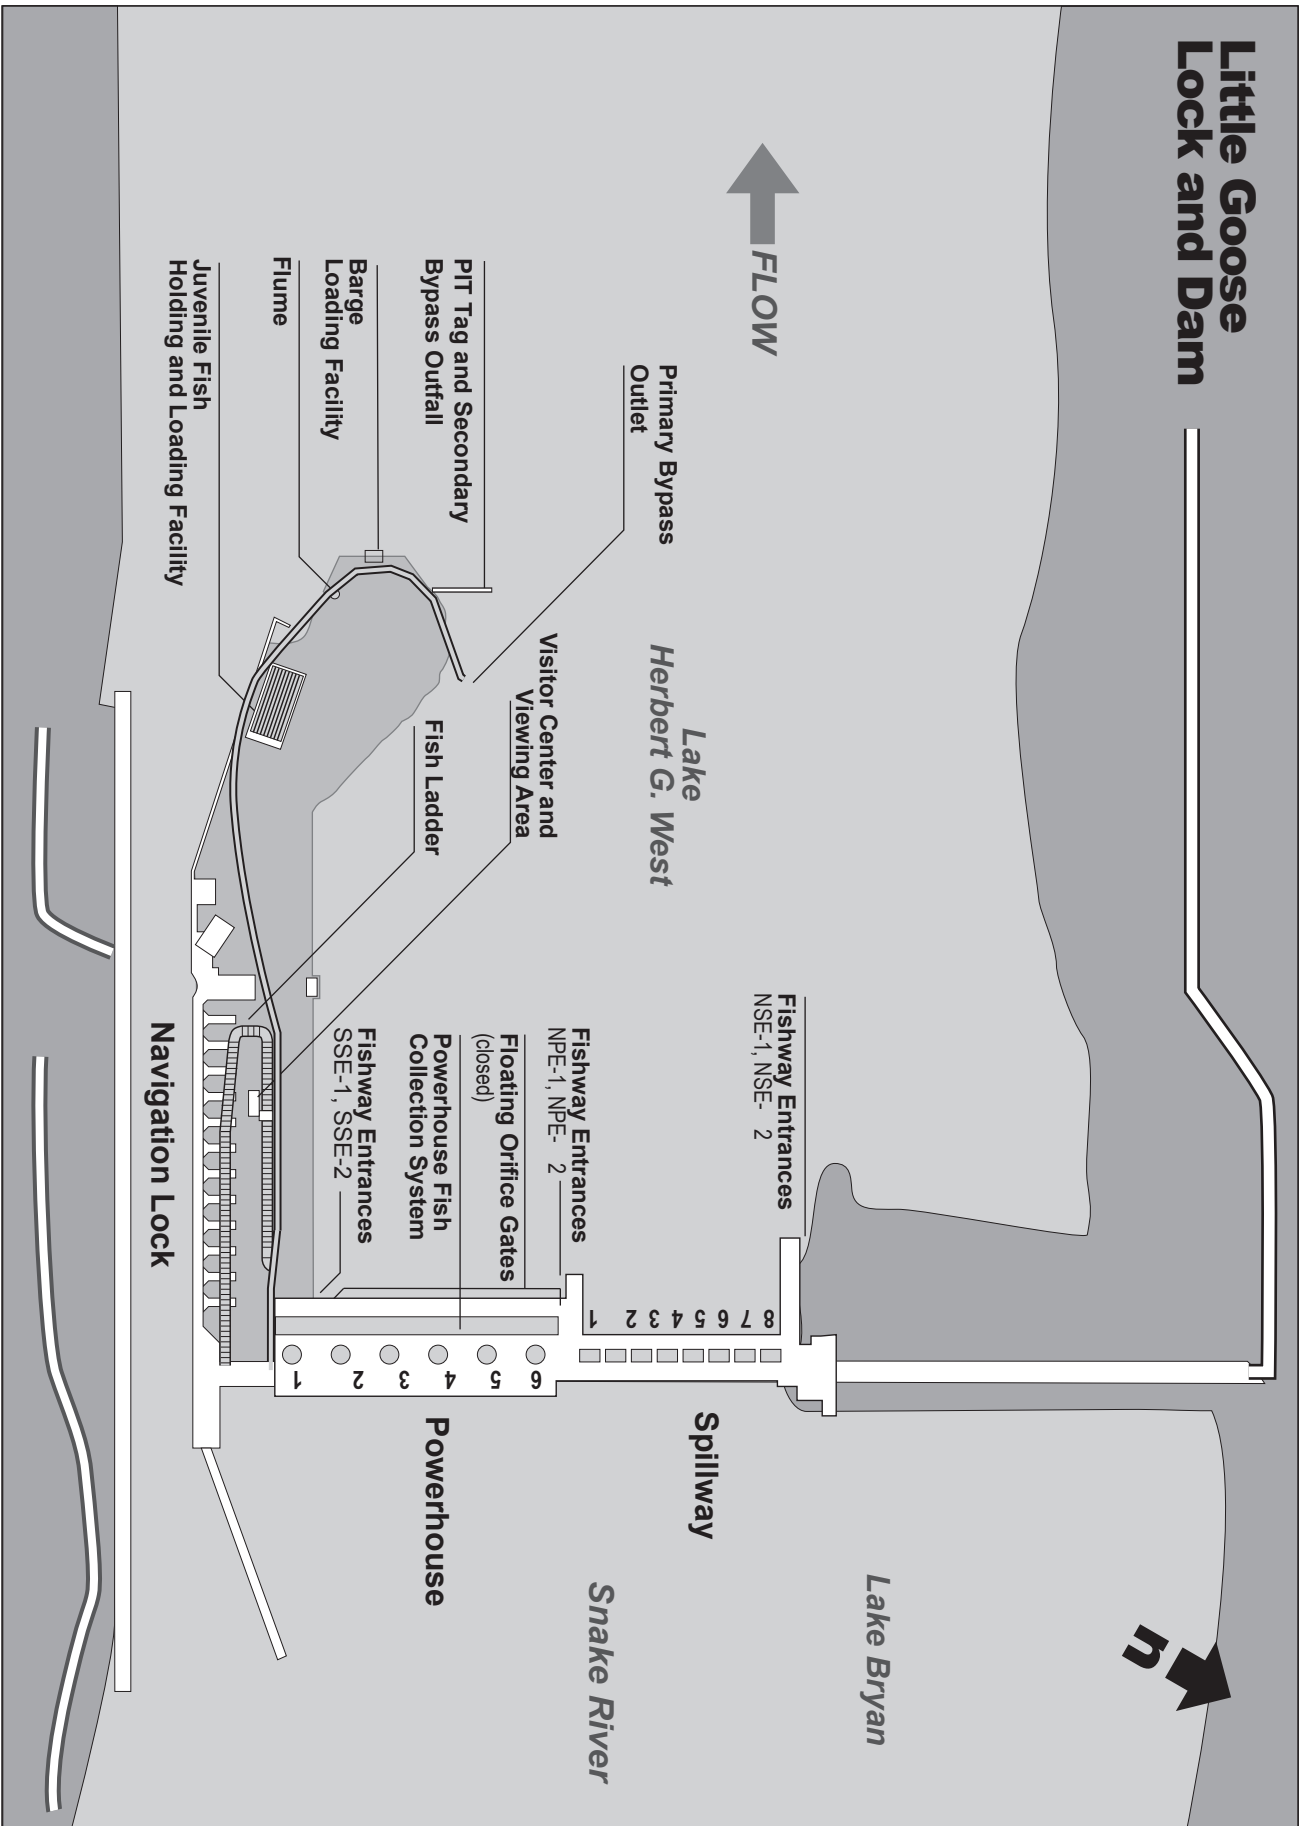 Little Goose
Lock and Dam
FLOW
Primary Bypass
Outlet
PIT Tag and Secondary
Bypass Outfall
Barge
Loading Facility
Flume
Juvenile Fish
Holding and Loading Facility
Lake
Herbert G. West
Visitor Center and
Viewing Area
Fish Ladder
Fishway Entrances
NSE-1, NSE- 2
Fishway Entrances
NPE-1, NPE- 2
Floating Orifice Gates
(closed)
Powerhouse Fish
Collection System
Fishway Entrances
SSE-1, SSE-2
Navigation Lock
8 7 6 5 4 3 2 1
6 5 4 3 2 1
Spillway
Powerhouse
Lake Bryan
Snake River
n